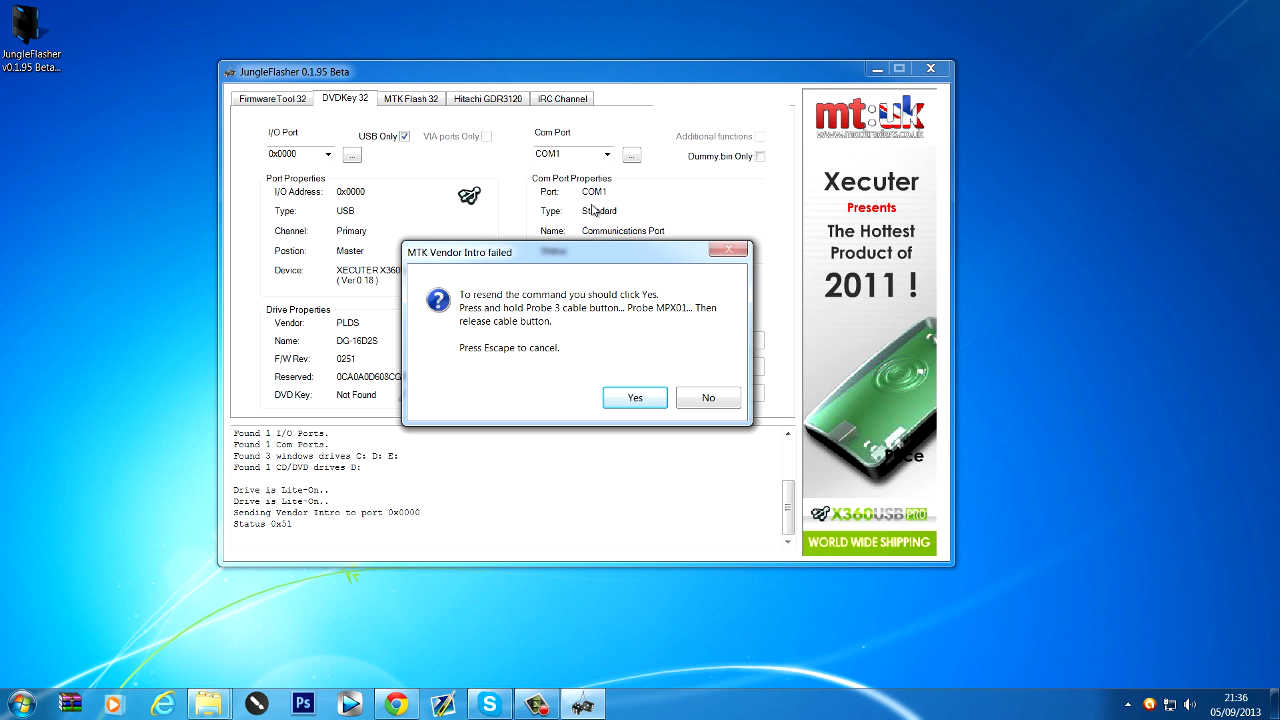 JungleFlasher
v0.1.95 Beta...
JungleFlasher 0.1.95 Beta
FirmwareTool 32
DVDKey 32
MTK Flash 32
Hitachi GDR3120
IRC Channel
I/O Port
USB Only
VIA ports Only
Com Port
Additional functions
0x0000
...
COM1
...
Dummy.bin Only
Port Properties
Com Port Properties
I/O Address: 0x0000
Port: COM1
Type: USB
Type: Standard
Channel: Primary
Name: Communications Port
Postion: Master
Status
Device: XECUTER X360
( Ver 0.18 )
Drive Properties
Vendor: PLDS
Name: DG-16D2S
F/W Rev: 0251
Reserved: 0CA0A0D608CG
DVD Key: Not Found
MTK Vendor Intro failed
To resend the command you should click Yes.
Press and hold Probe 3 cable button... Probe MPX01... Then
release cable button.
Press Escape to cancel.
Yes
No
Found 1 I/O Ports.
Found 1 Com Ports.
Found 3 windrives C: D: E:
Found 1 CD/DVD drives D:
Drive is Lite-On..
Drive is Lite-On..
Sending Vendor Intro to port 0x0000
Status 0x51
mt:uk
www.modtraders.co.uk
Xecuter
Presents
The Hottest
Product of
2011 !
X360USB PRO
WORLD WIDE SHIPPING
Ps
21:36
05/09/2013